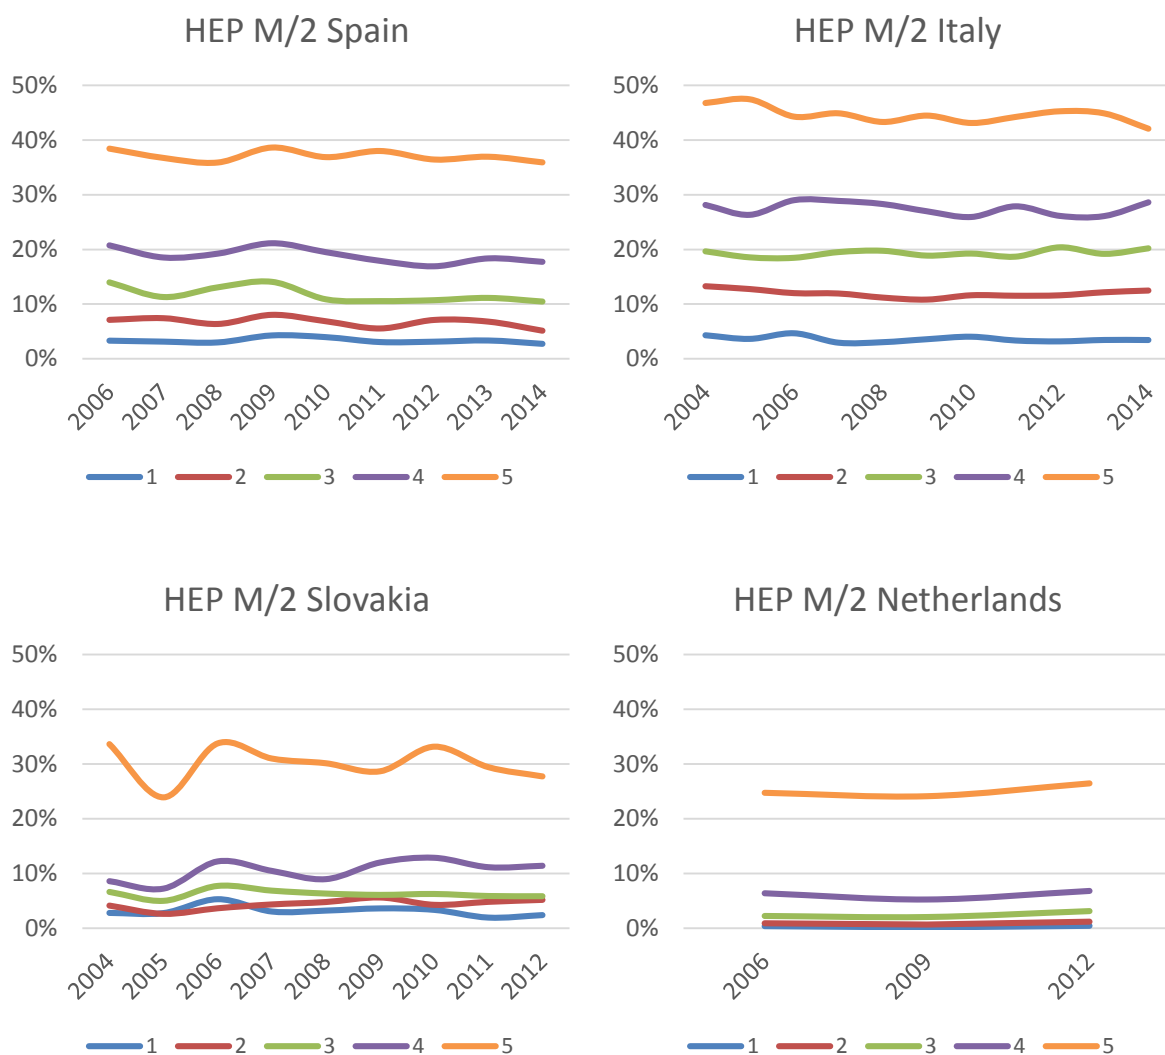 HEP M/2 Spain
50%
40%
30%
20%
10%
0%
2006 2007 2008 2009 2010 2011 2012 2013 2014
1 2 3 4 5
HEP M/2 Italy
50%
40%
30%
20%
10%
0%
2004 2006 2008 2010 2012 2014
1 2 3 4 5
HEP M/2 Slovakia
50%
40%
30%
20%
10%
0%
2004 2005 2006 2007 2008 2009 2010 2011 2012
1 2 3 4 5
HEP M/2 Netherlands
50%
40%
30%
20%
10%
0%
2006 2009 2012
1 2 3 4 5